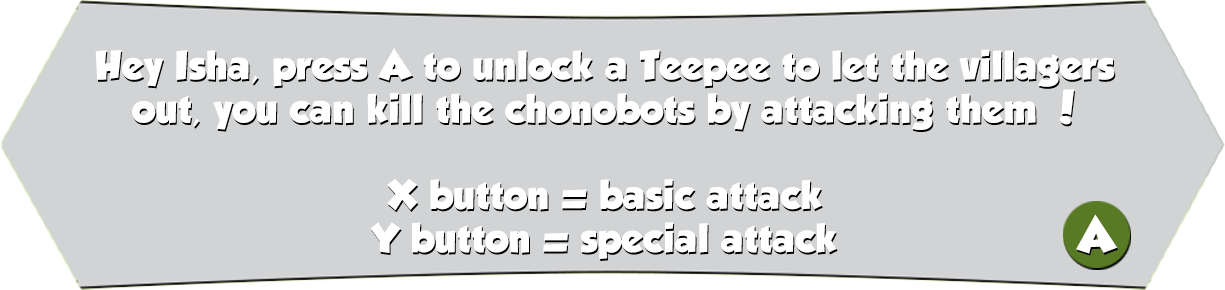 Hey Isha, press A to unlock a Teepee to let the villagers
out, you can kill the chonobots by attacking them !
X button = basic attack
Y button = special attack
A